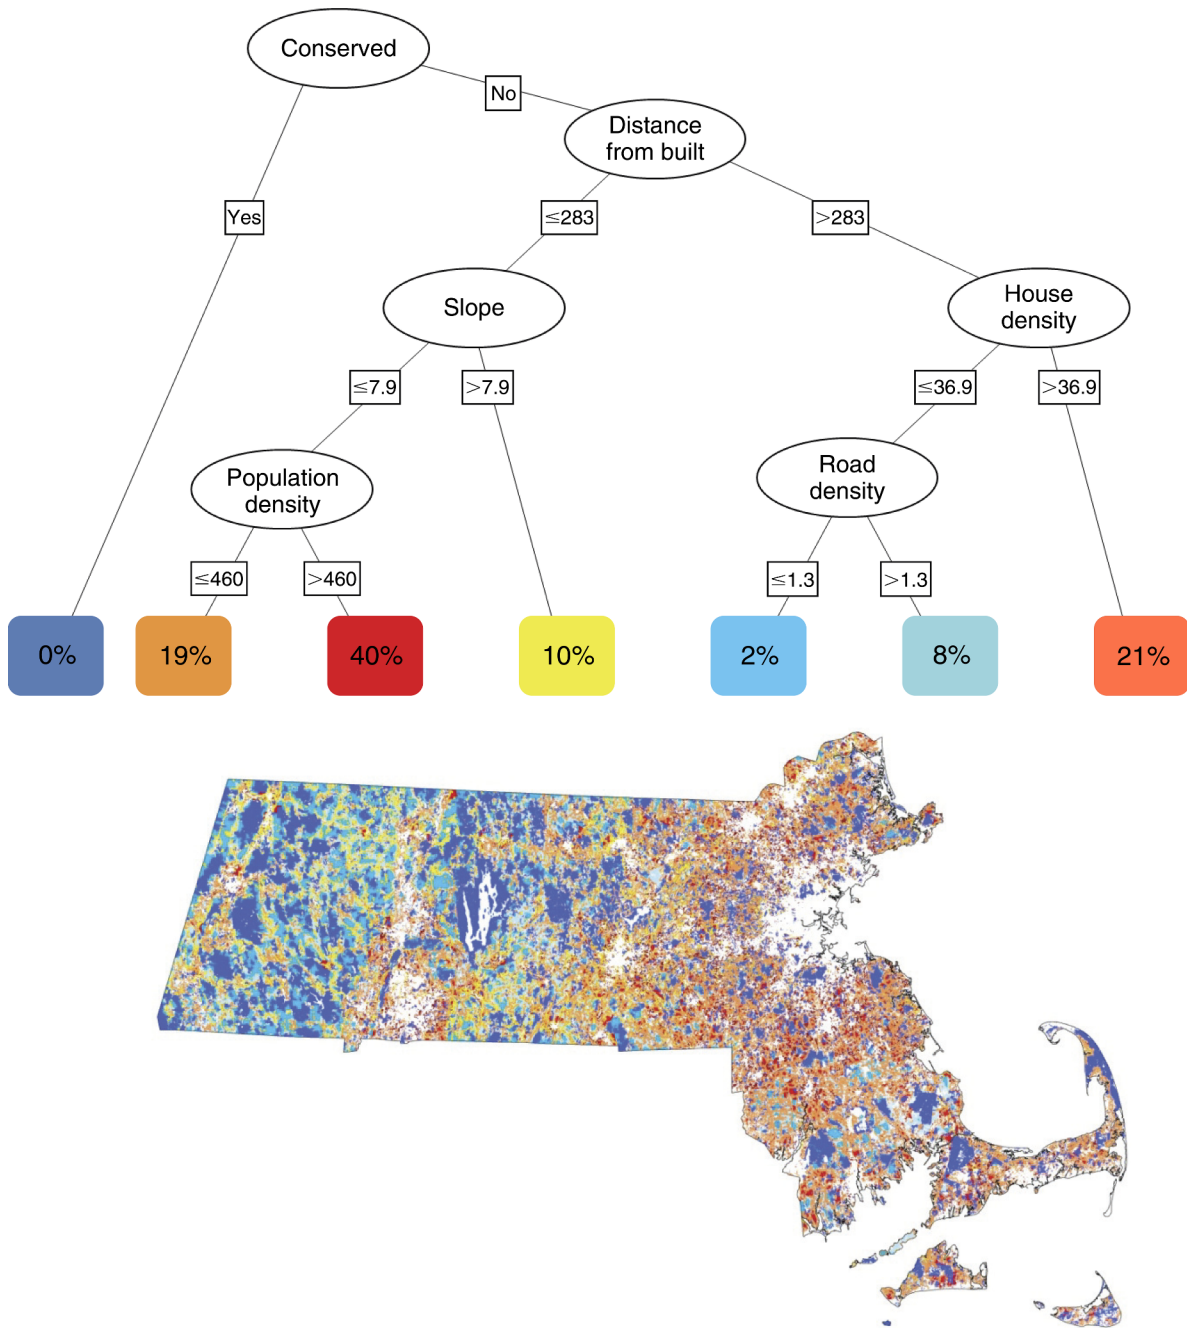 Conserved
No
Distance
from built
Yes
≤283
>283
Slope
House
density
≤7.9
>7.9
≤36.9
>36.9
Population
density
Road
density
≤460
>460
≤1.3
>1.3
0%
19%
40%
10%
2%
8%
21%